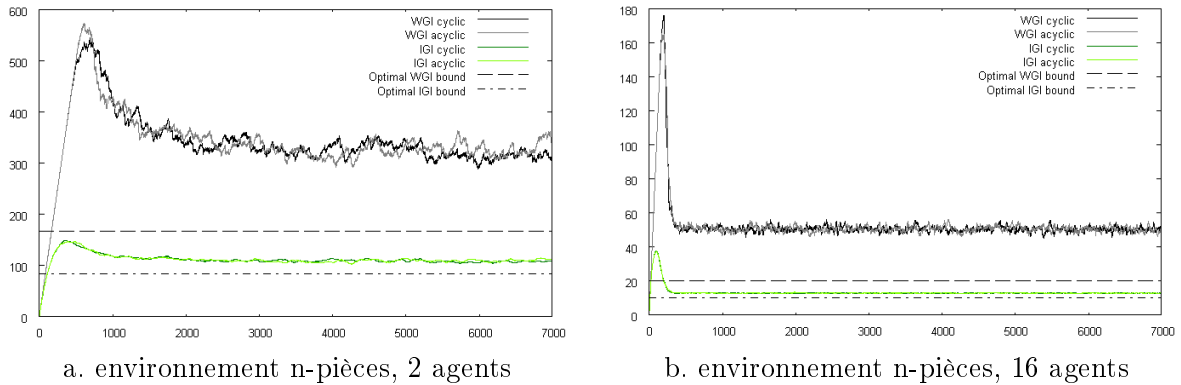 600
500
400
300
200
100
0
0 1000 2000 3000 4000 5000 6000 7000
WGI cyclic
WGI acyclic
IGI cyclic
IGI acyclic
Optimal WGI bound
Optimal IGI bound
a. environnement n-pièces, 2 agents
180
160
140
120
100
80
60
40
20
0
0 1000 2000 3000 4000 5000 6000 7000
WGI cyclic
WGI acyclic
IGI cyclic
IGI acyclic
Optimal WGI bound
Optimal IGI bound
b. environnement n-pièces, 16 agents